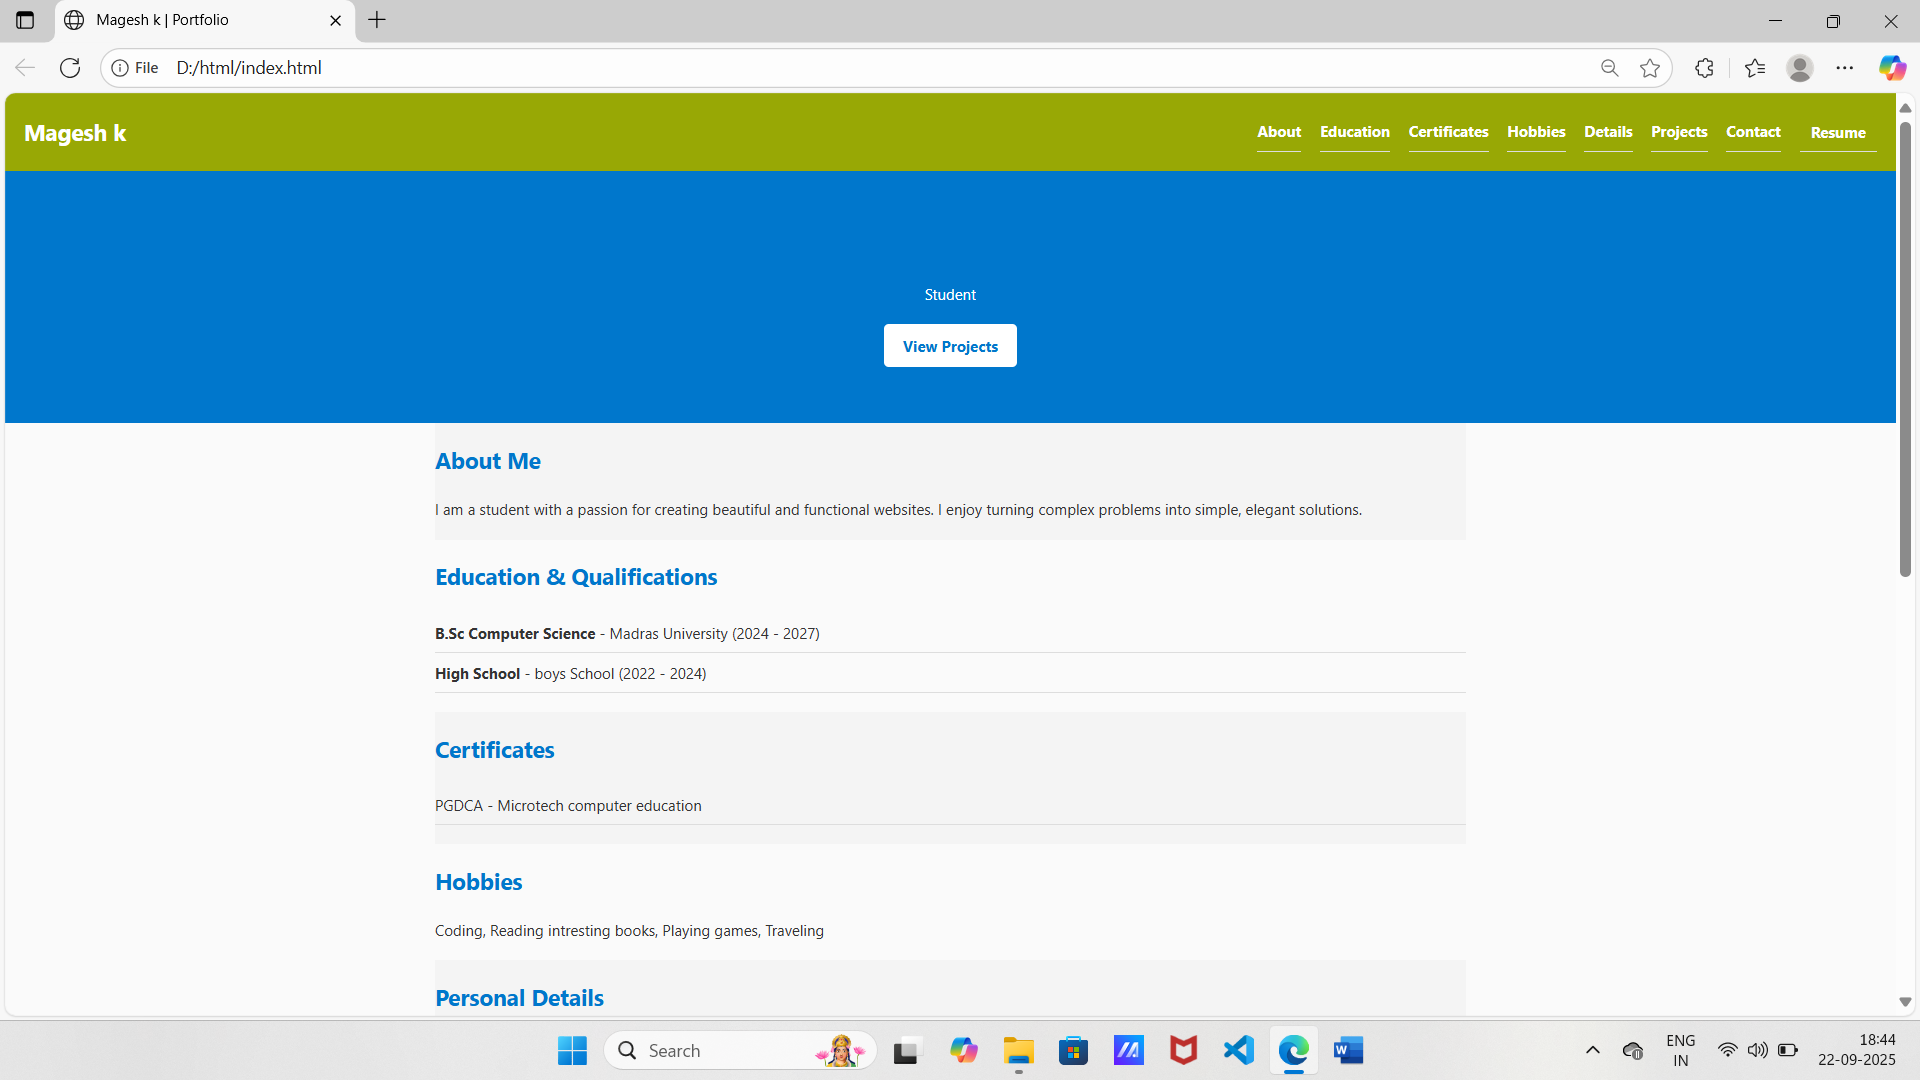 Magesh k | Portfolio
File D:/html/index.html
Magesh k
About Education Certificates Hobbies Details Projects Contact Resume
Student
View Projects
About Me
I am a student with a passion for creating beautiful and functional websites. I enjoy turning complex problems into simple, elegant solutions.
Education & Qualifications
B.Sc Computer Science - Madras University (2024 - 2027)
High School - boys School (2022 - 2024)
Certificates
PGDCA - Microtech computer education
Hobbies
Coding, Reading intresting books, Playing games, Traveling
Personal Details
Search
ENG
IN
18:44
22-09-2025